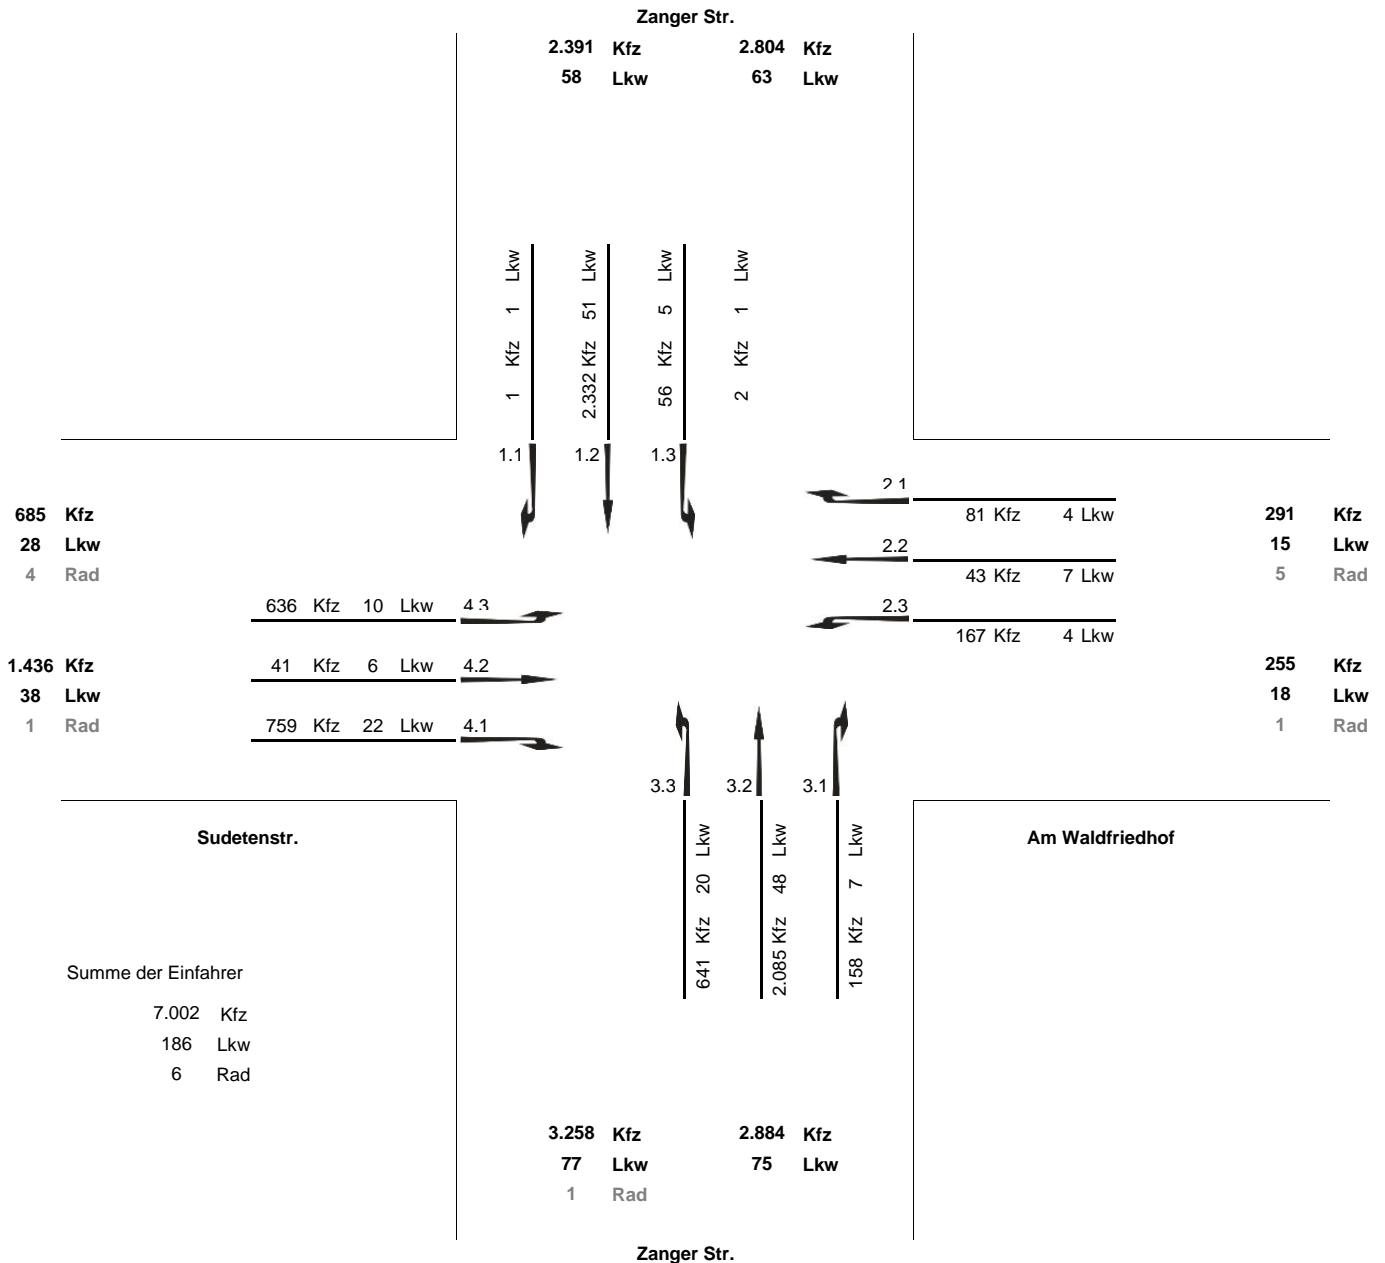 Zanger Str.
2.391 Kfz 2.804 Kfz
58 Lkw 63 Lkw
1 Kfz 1 Lkw
2.332 Kfz 51 Lkw
56 Kfz 5 Lkw
2 Kfz 1 Lkw
1.1 1.2 1.3
2.1
81 Kfz 4 Lkw
2.2
43 Kfz 7 Lkw
2.3
167 Kfz 4 Lkw
685 Kfz
28 Lkw
4 Rad
291 Kfz
15 Lkw
5 Rad
636 Kfz 10 Lkw 4.3
41 Kfz 6 Lkw 4.2
759 Kfz 22 Lkw 4.1
1.436 Kfz
38 Lkw
1 Rad
255 Kfz
18 Lkw
1 Rad
3.3 3.2 3.1
641 Kfz 20 Lkw
2.085 Kfz 48 Lkw
158 Kfz 7 Lkw
Sudetenstr.
Am Waldfriedhof
Summe der Einfahrer
7.002 Kfz
186 Lkw
6 Rad
3.258 Kfz 2.884 Kfz
77 Lkw 75 Lkw
1 Rad
Zanger Str.